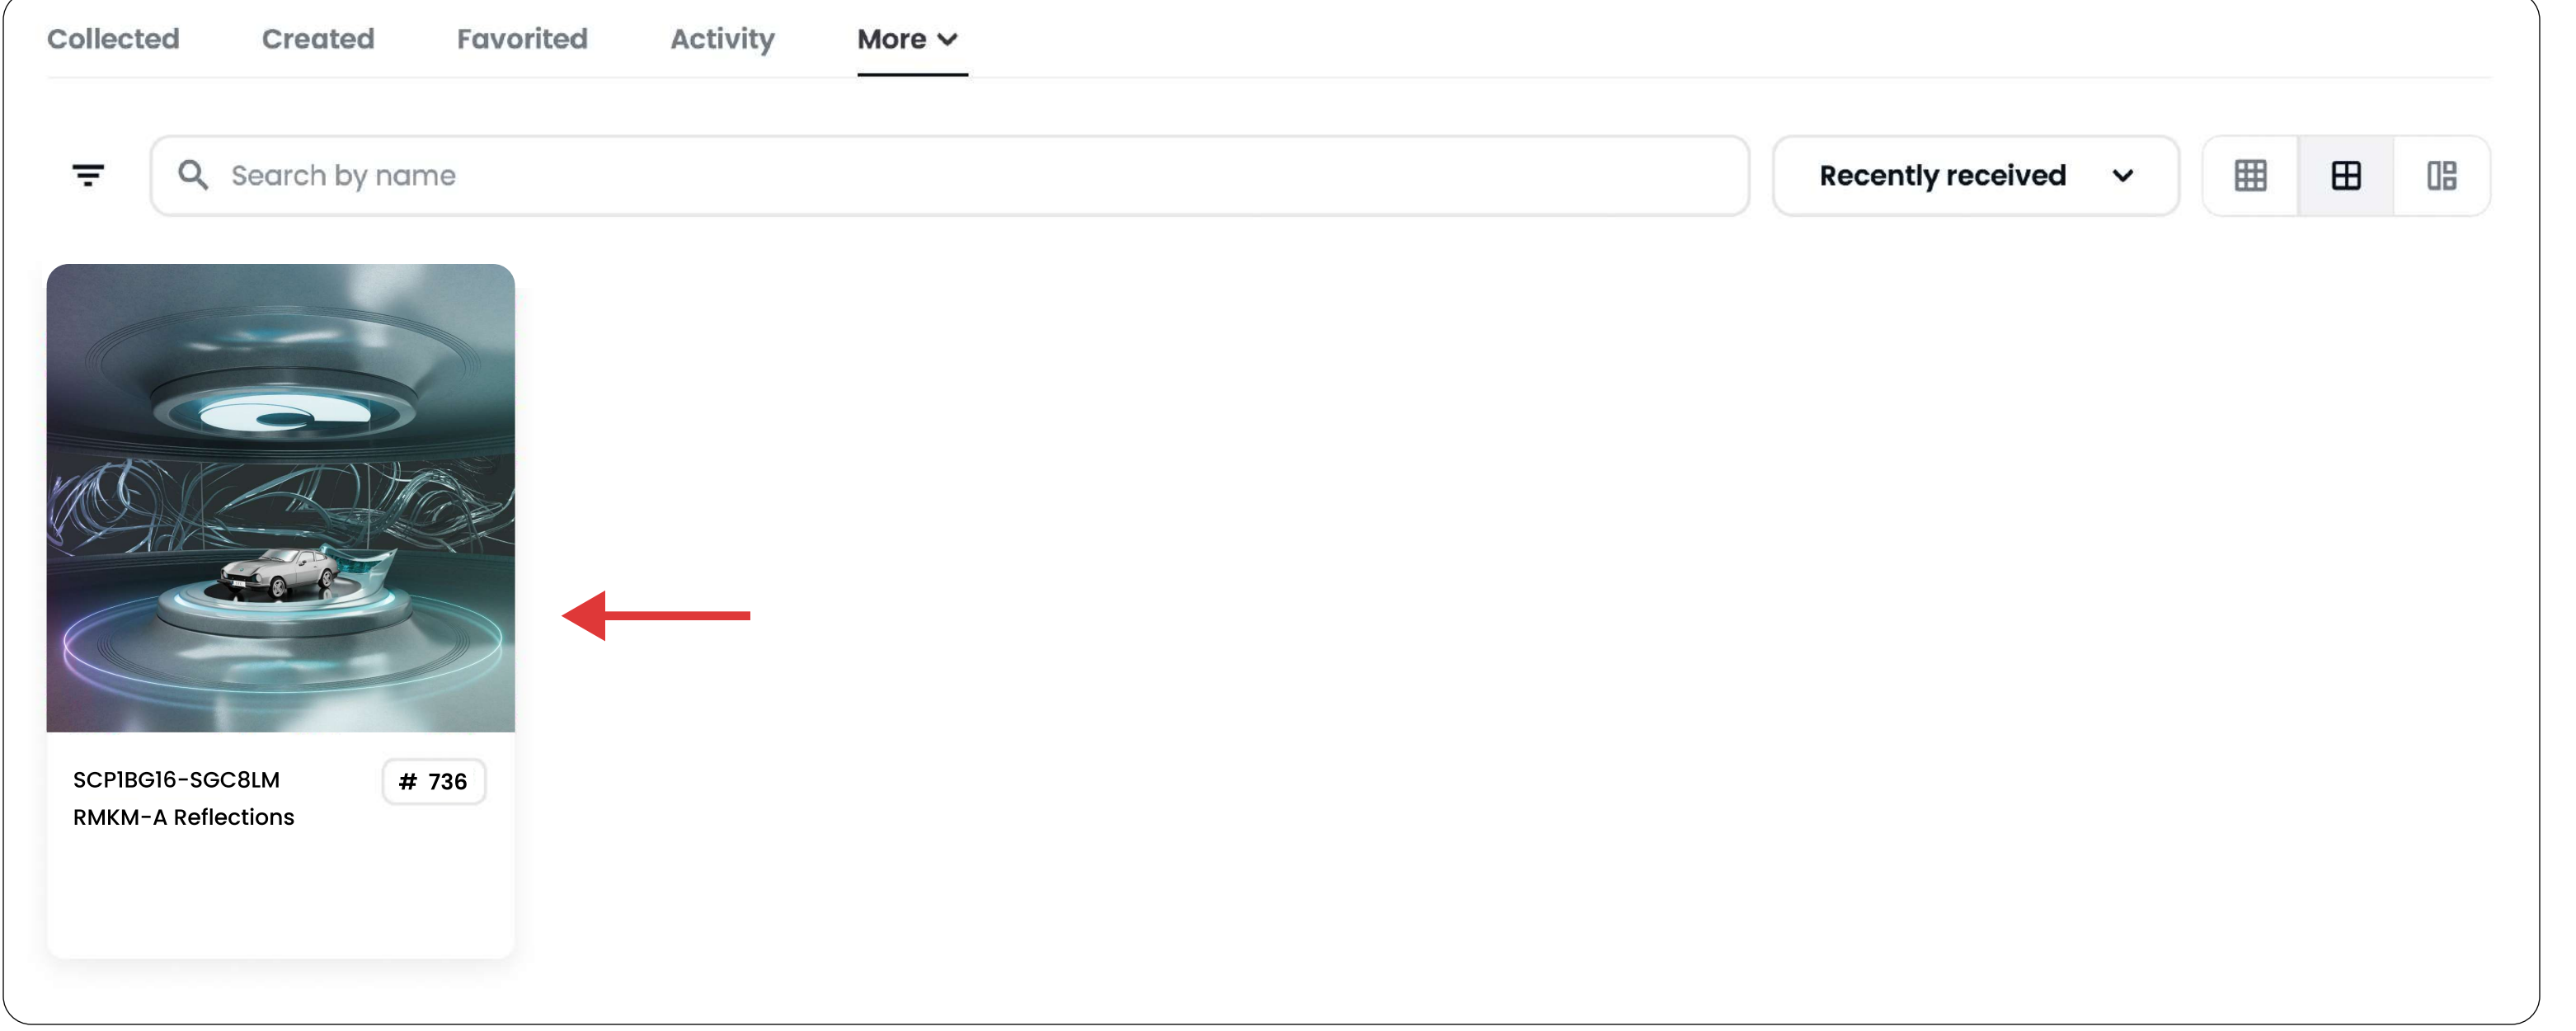 Collected Created Favorited Activity More
Search by name Recently received
SCP1BG16-SGC8LM # 736
RMKM-A Reflections